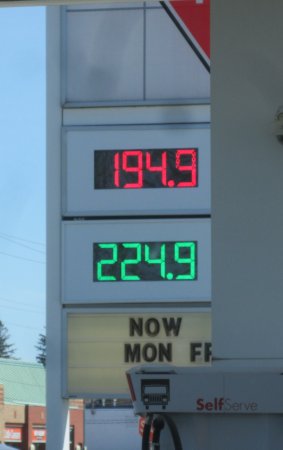 194.9
224.9
NOW
MON FR
SelfServe